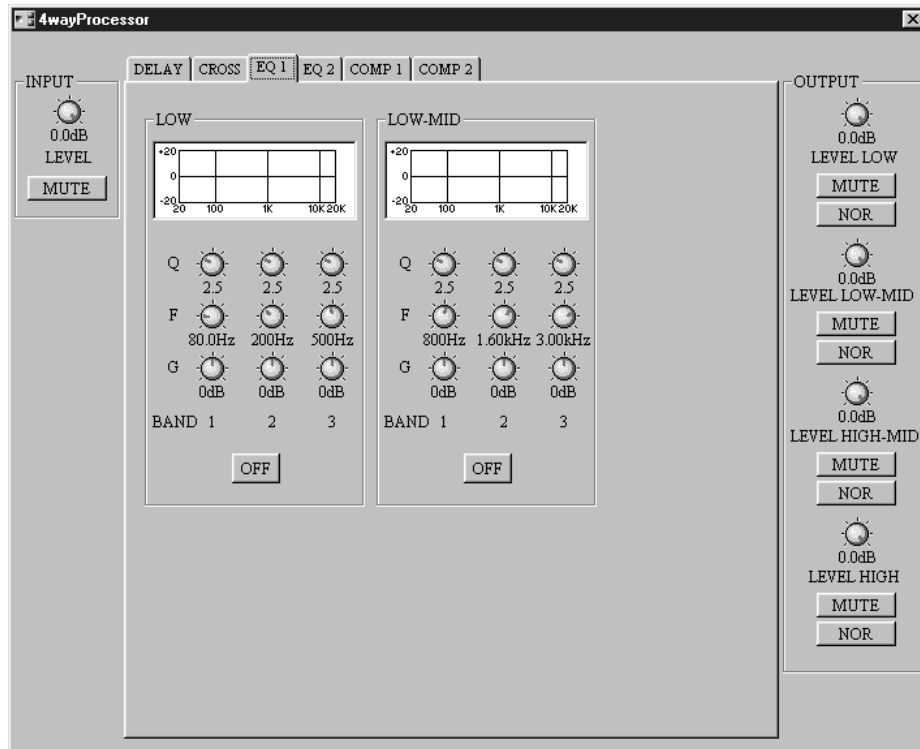 4wayProcessor
DELAY CROSS EQ 1 EQ 2 COMP 1 COMP 2
INPUT
0.0dB
LEVEL
MUTE
LOW
+20
0
-20
20 100 1K 10K 20K
Q
2.5 2.5 2.5
F
80.0Hz 200Hz 500Hz
G
0dB 0dB 0dB
BAND 1 2 3
OFF
LOW-MID
+20
0
-20
20 100 1K 10K 20K
Q
2.5 2.5 2.5
F
800Hz 1.60kHz 3.00kHz
G
0dB 0dB 0dB
BAND 1 2 3
OFF
OUTPUT
0.0dB
LEVEL LOW
MUTE
NOR
0.0dB
LEVEL LOW-MID
MUTE
NOR
0.0dB
LEVEL HIGH-MID
MUTE
NOR
0.0dB
LEVEL HIGH
MUTE
NOR